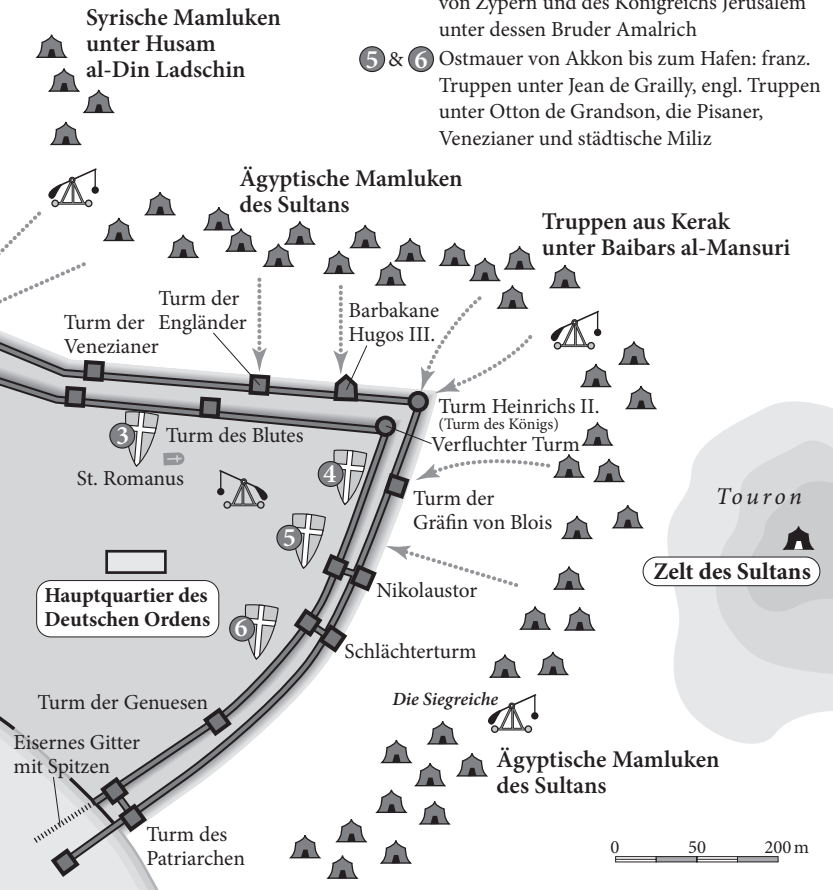 von Zypern und des Königreichs Jerusalem
unter dessen Bruder Amalrich
5 & 6 Ostmauer von Akkon bis zum Hafen: franz.
Truppen unter Jean de Grailly, engl. Truppen
unter Otton de Grandson, die Pisaner,
Venezianer und städtische Miliz
Syrische Mamluken
unter Husam
al-Din Ladschin
Ägyptische Mamluken
des Sultans
Truppen aus Kerak
unter Baibars al-Mansuri
Turm der
Engländer
Barbakane
Hugos III.
Turm der
Venezianer
Turm Heinrichs II.
(Turm des Königs)
Verfluchter Turm
3
Turm des Blutes
St. Romanus
4
Turm der
Gräfin von Blois
Touron
Zelt des Sultans
5
Hauptquartier des
Deutschen Ordens
Nikolaustor
6
Schlächterturm
Turm der Genuesen
Die Siegreiche
Eisernes Gitter
mit Spitzen
Ägyptische Mamluken
des Sultans
Turm des
Patriarchen
0 50 200 m